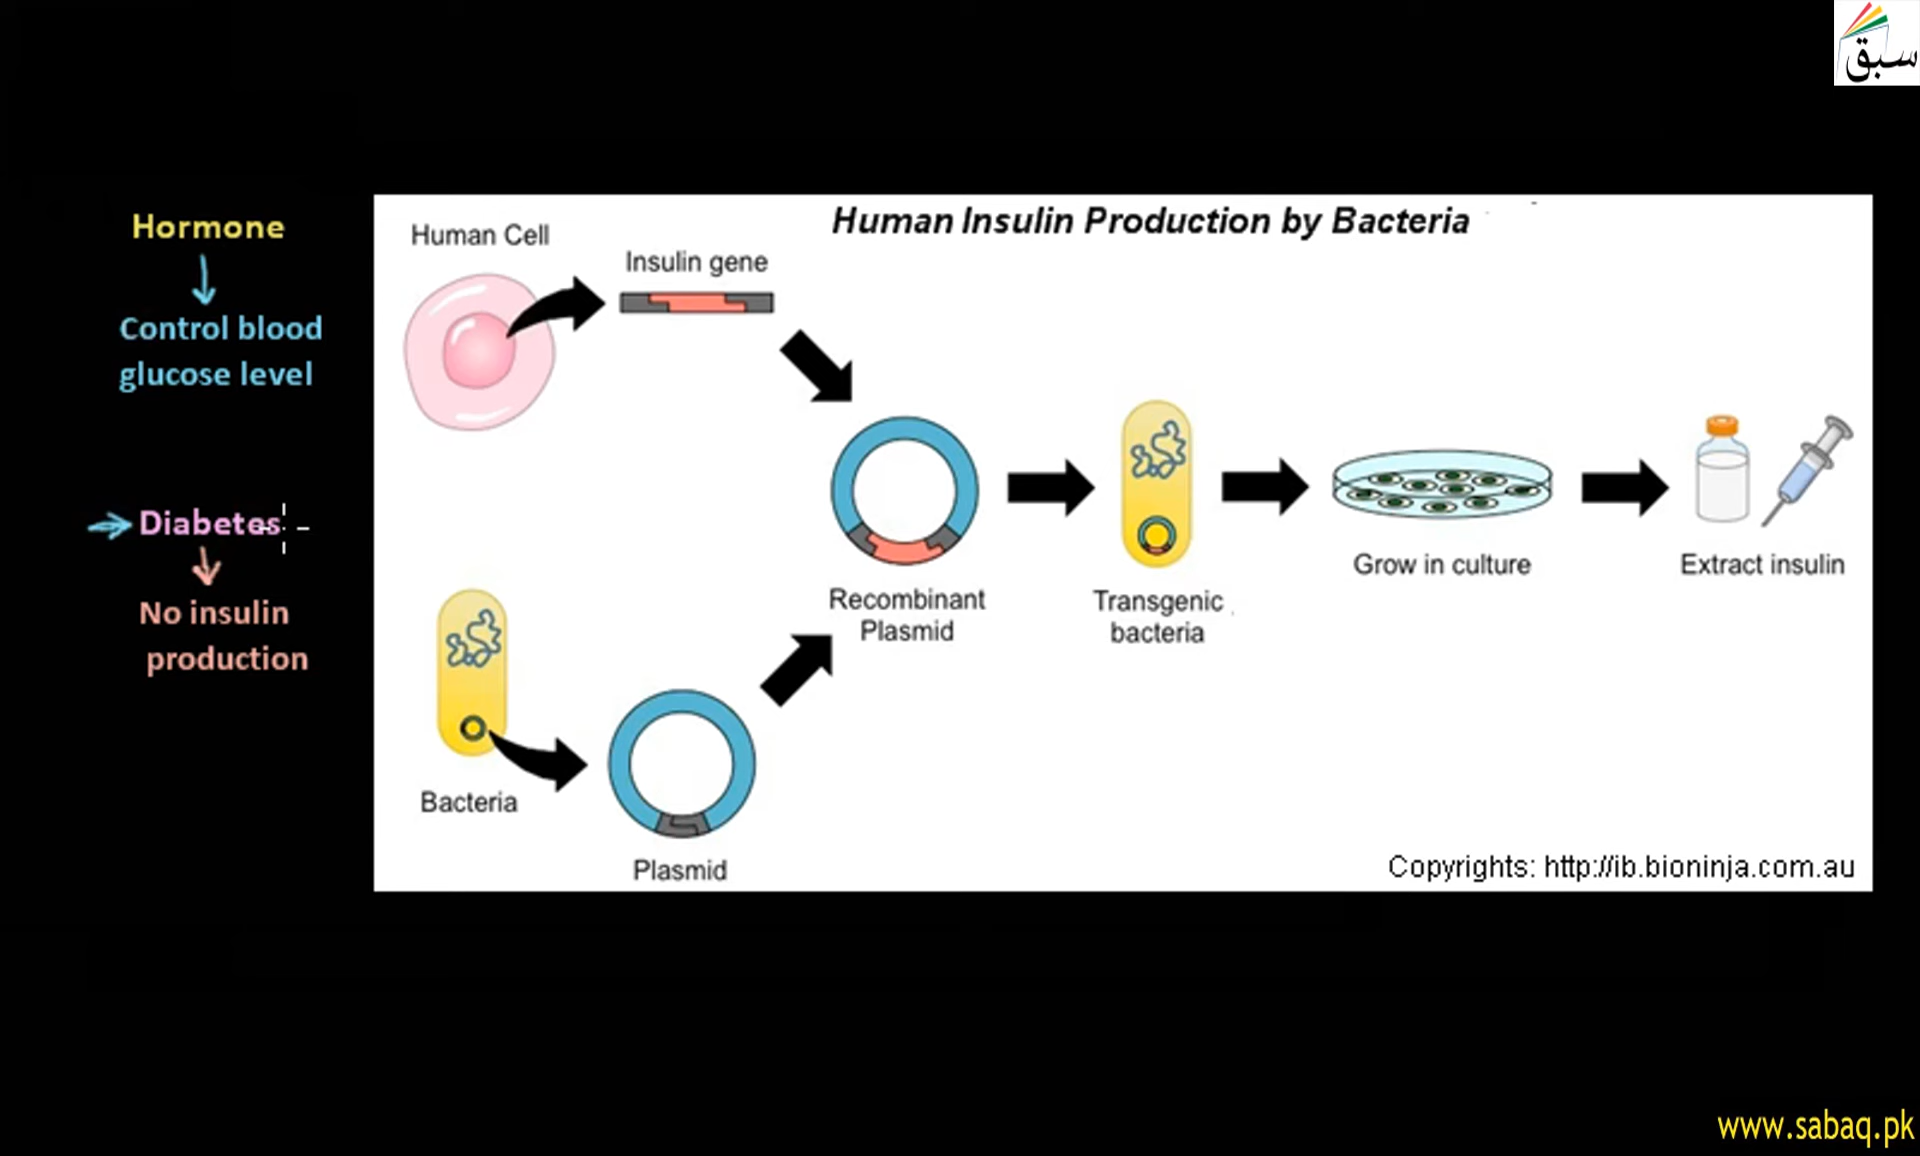 سبق
Hormone
Control blood
glucose level
Diabetes
No insulin
production
Human Insulin Production by Bacteria
Human Cell
Insulin gene
Recombinant
Plasmid
Transgenic
bacteria
Grow in culture
Extract insulin
Bacteria
Plasmid
Copyrights: http://ib.bioninja.com.au
www.sabaq.pk